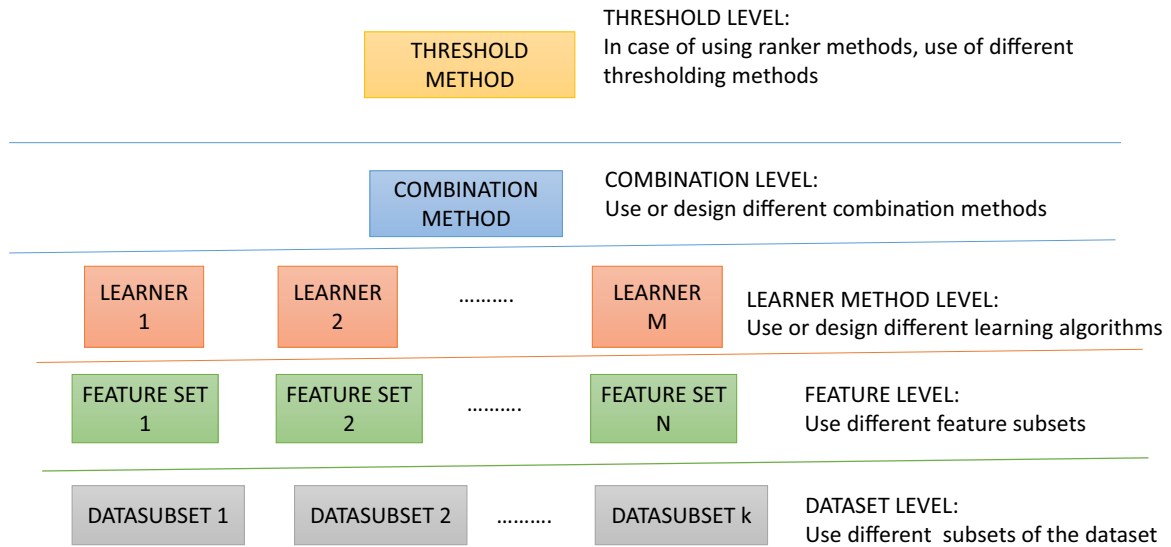 THRESHOLD
METHOD
THRESHOLD LEVEL:
In case of using ranker methods, use of different
thresholding methods
COMBINATION
METHOD
COMBINATION LEVEL:
Use or design different combination methods
LEARNER
1
LEARNER
2
……….
LEARNER
M
LEARNER METHOD LEVEL:
Use or design different learning algorithms
FEATURE SET
1
FEATURE SET
2
……….
FEATURE SET
N
FEATURE LEVEL:
Use different feature subsets
DATASUBSET 1
DATASUBSET 2
……….
DATASUBSET k
DATASET LEVEL:
Use different  subsets of the dataset